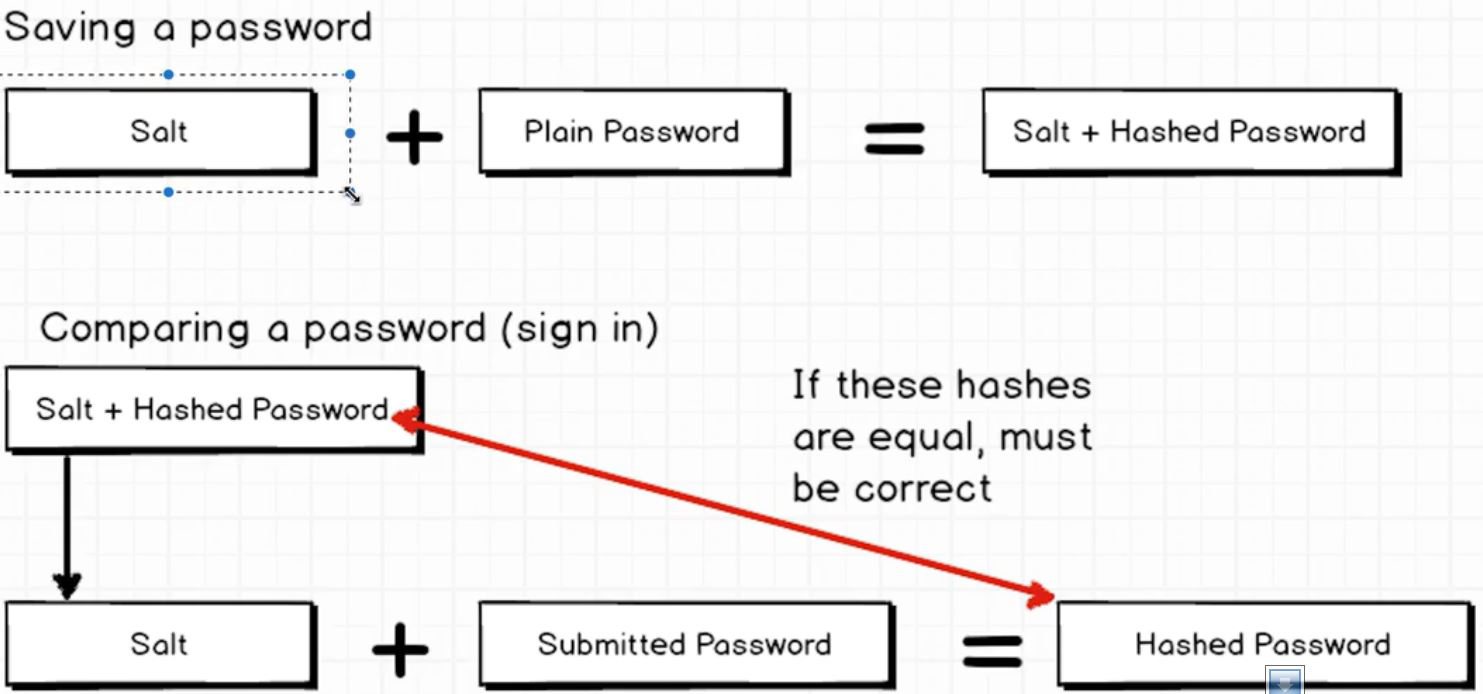 Saving a password
Salt + Plain Password = Salt + Hashed Password
Comparing a password (sign in)
Salt + Hashed Password
If these hashes
are equal, must
be correct
Salt + Submitted Password = Hashed Password